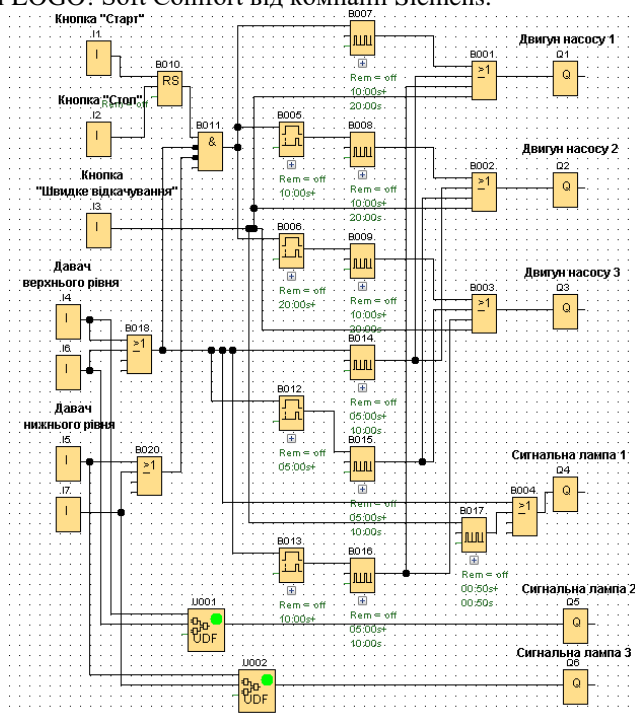 LOGO! Soft Comfort від компанії Siemens.
Кнопка "Старт"
I1
I
B010
RS
Rem = off
Кнопка "Стоп"
I2
I
B011
&
Кнопка
"Швидке відкачування"
I3
I
Давач
верхнього рівня
I4
I
I6
I
B018
>1
Давач
нижнього рівня
I5
I
I7
I
B020
>1
B005
Rem = off
10:00s+
B006
Rem = off
20:00s+
B007
Rem = off
10:00s+
20:00s
B008
Rem = off
10:00s+
20:00s
B009
Rem = off
10:00s+
20:00s
B014
Rem = off
05:00s+
10:00s
B012
Rem = off
05:00s+
B015
Rem = off
05:00s+
10:00s
B013
Rem = off
10:00s+
B016
Rem = off
05:00s+
10:00s
B001
>1
Двигун насосу 1
Q1
Q
B002
>1
Двигун насосу 2
Q2
Q
B003
>1
Двигун насосу 3
Q3
Q
B017
Rem = off
00:50s+
00:50s
B004
>1
Сигнальна лампа 1
Q4
Q
Сигнальна лампа 2
Q5
Q
Сигнальна лампа 3
Q6
Q
U001
UDF
U002
UDF